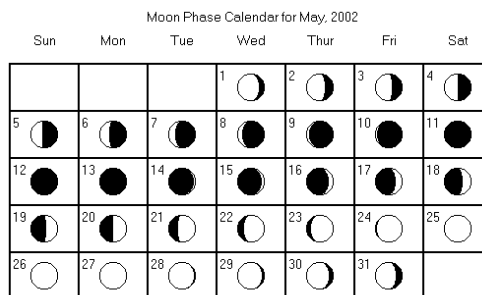 Moon Phase Calendar for May, 2002
Sun Mon Tue Wed Thur Fri Sat
1 2 3 4
5 6 7 8 9 10 11
12 13 14 15 16 17 18
19 20 21 22 23 24 25
26 27 28 29 30 31